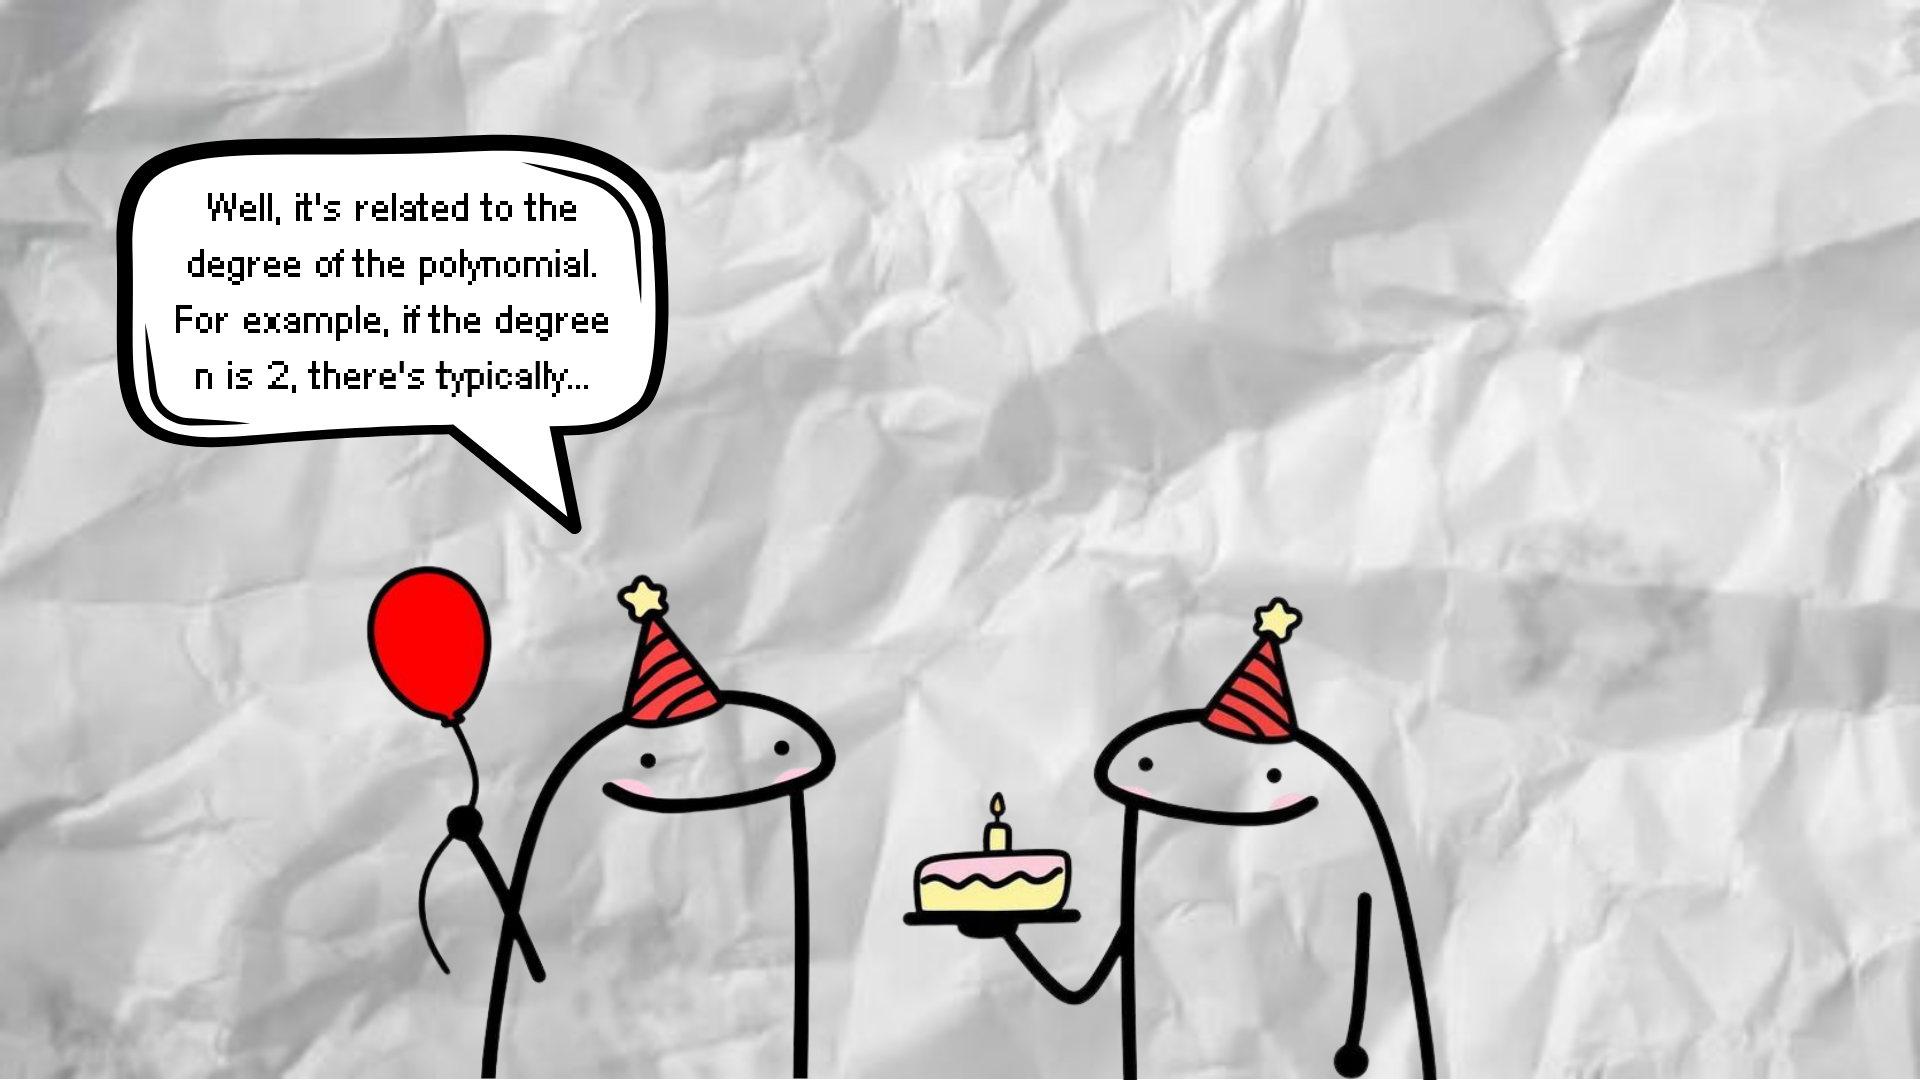 Well, it's related to the
degree of the polynomial.
For example, if the degree
n is 2, there's typically...